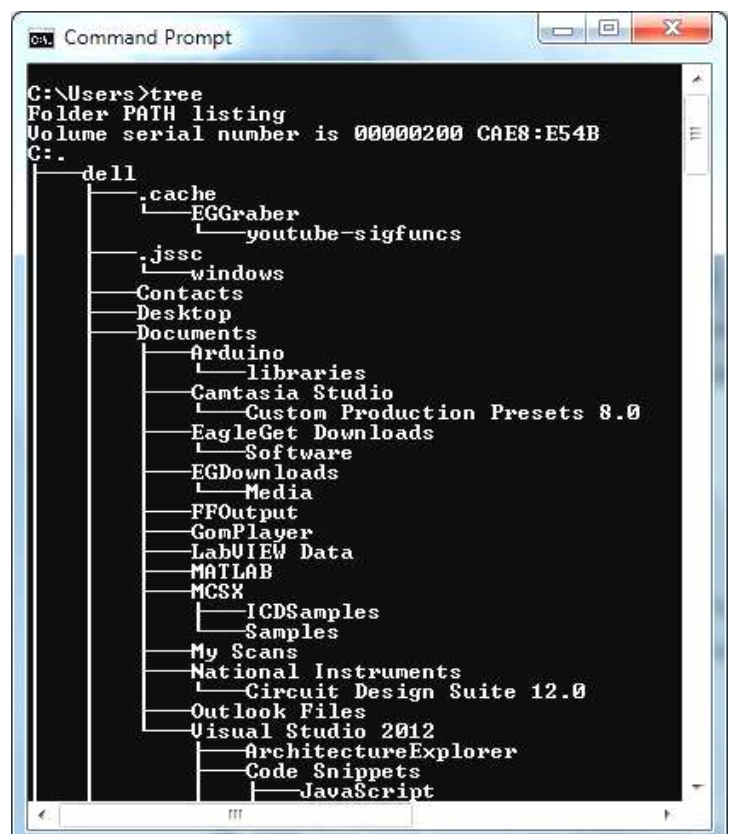 Command Prompt
C:\Users>tree
Folder PATH listing
Volume serial number is 00000200 CAE8:E54B
C:.
├───dell
│   ├───.cache
│   │   └───EGGraber
│   │       └───youtube-sigfuncs
│   ├───.jssc
│   │   └───windows
│   ├───Contacts
│   ├───Desktop
│   ├───Documents
│   │   ├───Arduino
│   │   │   └───libraries
│   │   ├───Camtasia Studio
│   │   │   └───Custom Production Presets 8.0
│   │   ├───EagleGet Downloads
│   │   │   └───Software
│   │   ├───EGDownloads
│   │   │   └───Media
│   │   ├───FFOutput
│   │   ├───GomPlayer
│   │   ├───LabVIEW Data
│   │   ├───MATLAB
│   │   ├───MCSX
│   │   │   ├───ICDSamples
│   │   │   └───Samples
│   │   ├───My Scans
│   │   ├───National Instruments
│   │   │   └───Circuit Design Suite 12.0
│   │   ├───Outlook Files
│   │   └───Visual Studio 2012
│   │       ├───ArchitectureExplorer
│   │       ├───Code Snippets
│   │       │   ├───JavaScript